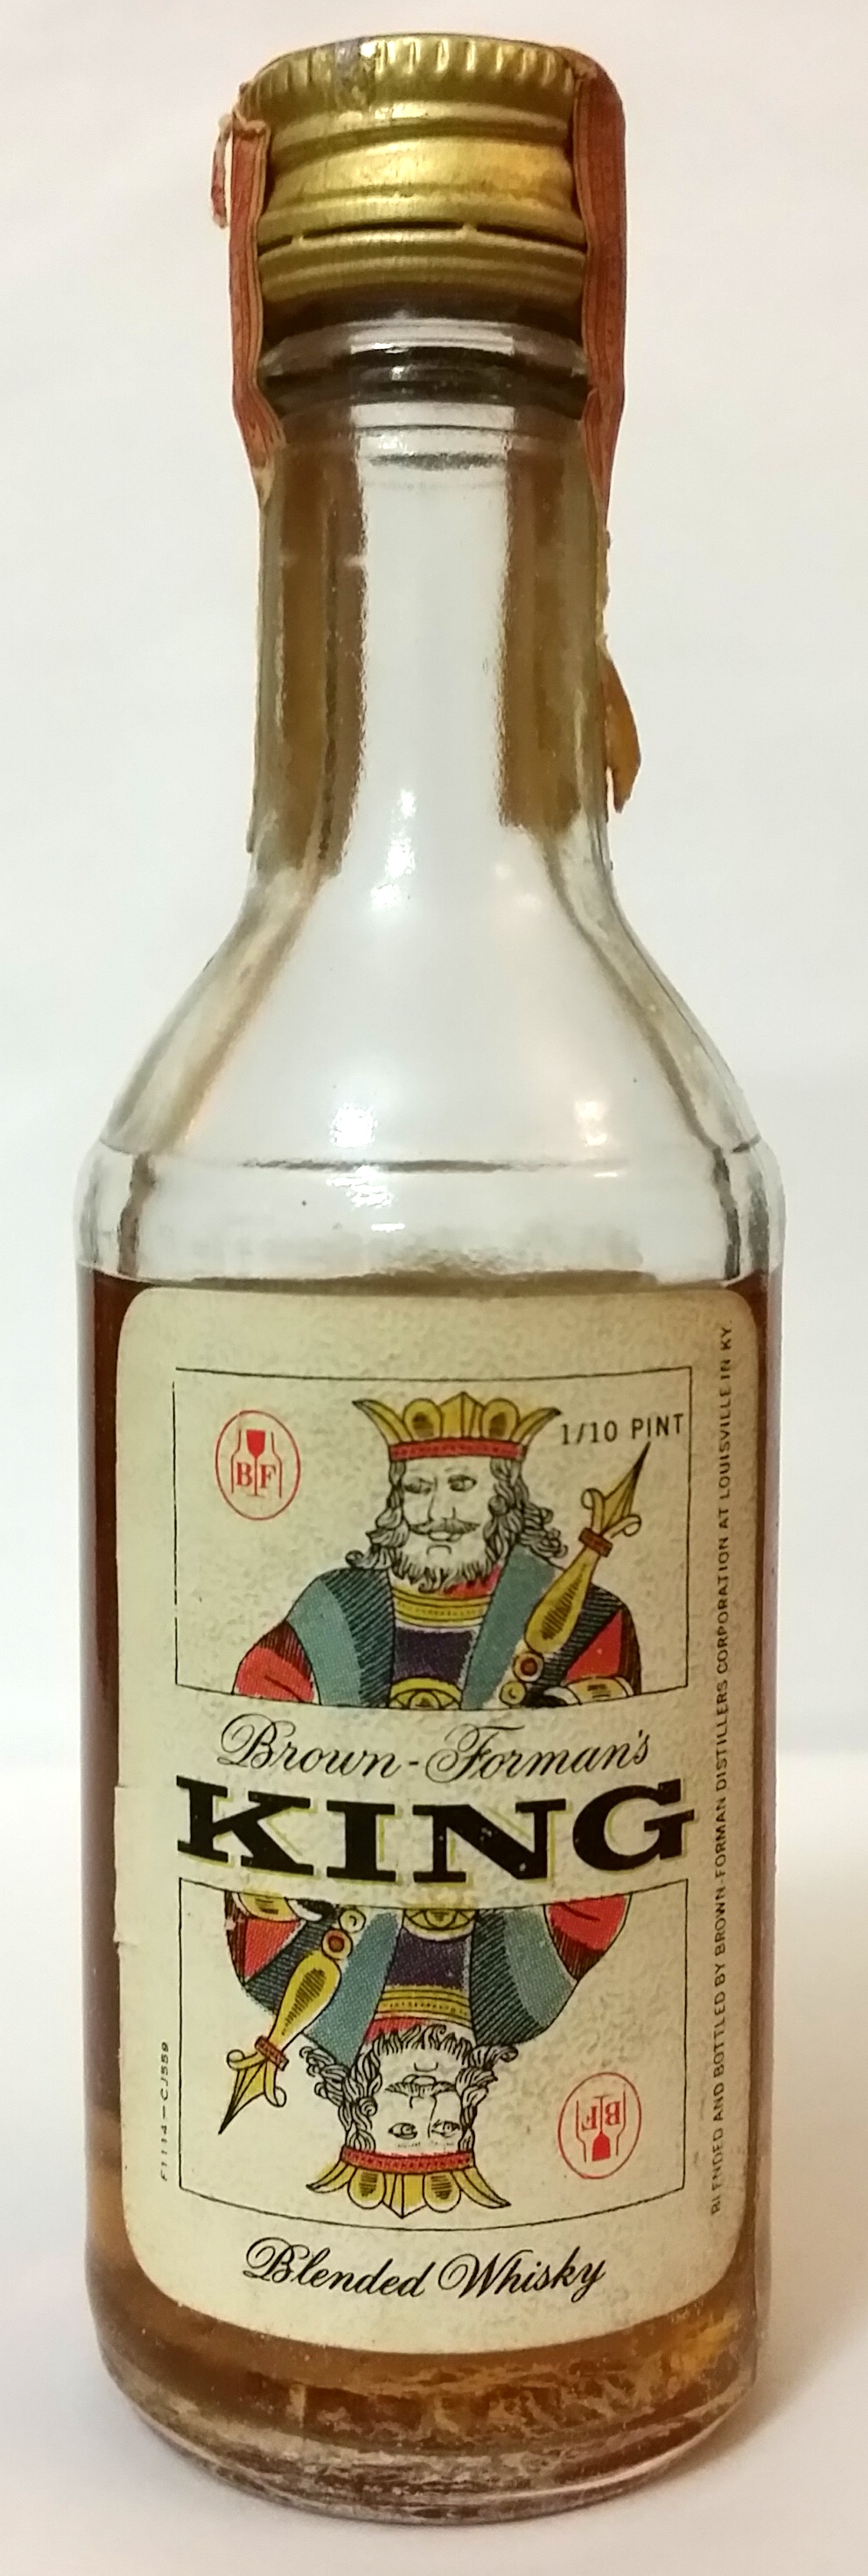 BF
1/10 PINT
Brown-Forman's
KING
BF
Blended Whisky
BLENDED AND BOTTLED BY BROWN-FORMAN DISTILLERS CORPORATION AT LOUISVILLE IN KY.
F1114-CJ559